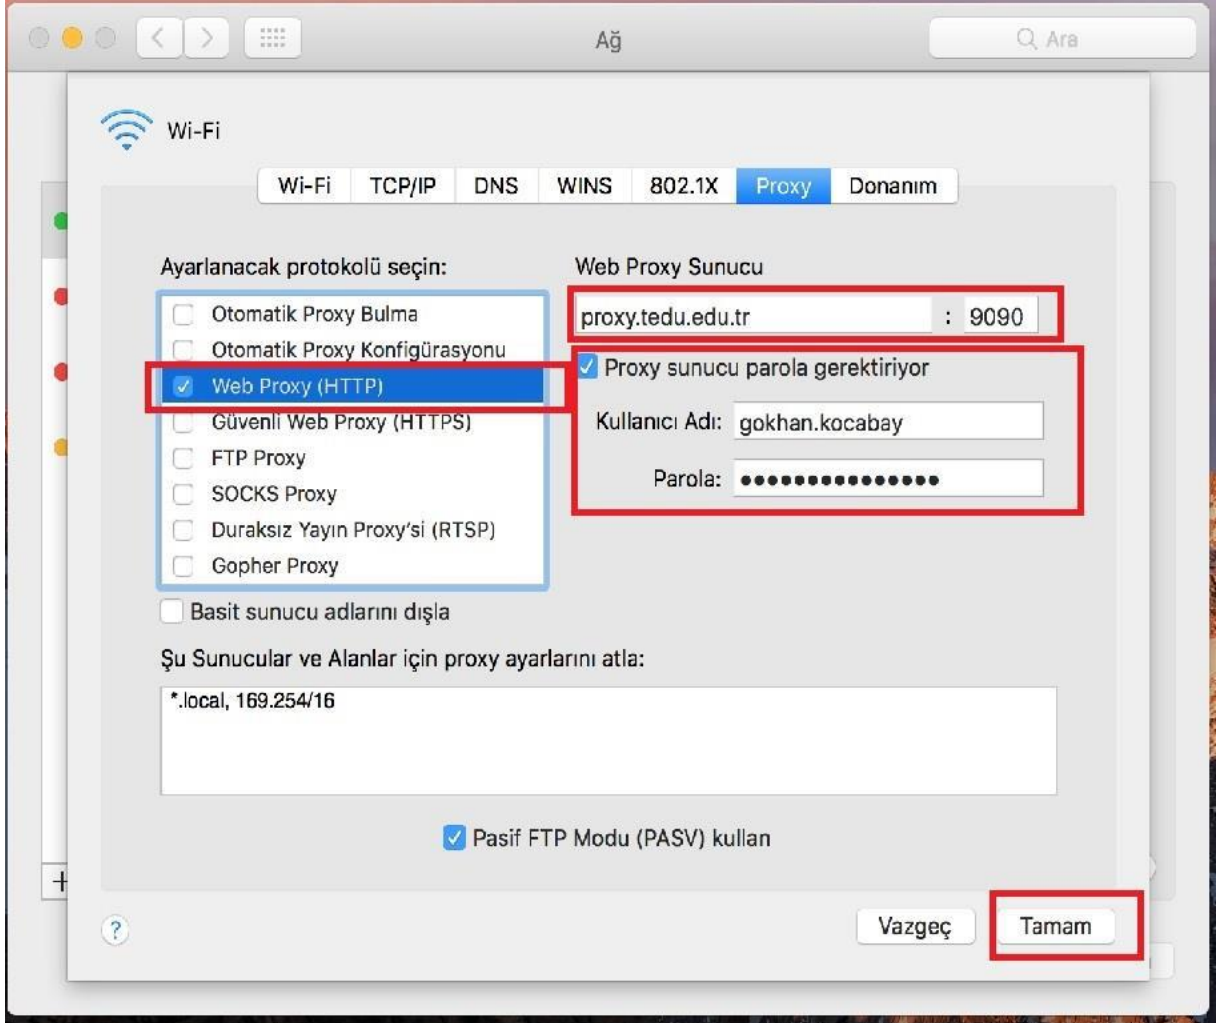 Ağ
Ara
Wi-Fi
Wi-Fi TCP/IP DNS WINS 802.1X Proxy Donanım
Ayarlanacak protokolü seçin:
Otomatik Proxy Bulma
Otomatik Proxy Konfigürasyonu
Web Proxy (HTTP)
Güvenli Web Proxy (HTTPS)
FTP Proxy
SOCKS Proxy
Duraksız Yayın Proxy'si (RTSP)
Gopher Proxy
Web Proxy Sunucu
proxy.tedu.edu.tr : 9090
Proxy sunucu parola gerektiriyor
Kullanıcı Adı: gokhan.kocabay
Parola: •••••••••••••••
Basit sunucu adlarını dışla
Şu Sunucular ve Alanlar için proxy ayarlarını atla:
*.local, 169.254/16
Pasif FTP Modu (PASV) kullan
+
?
Vazgeç
Tamam